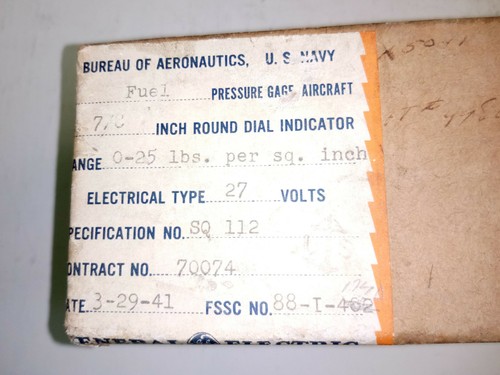 BUREAU OF AERONAUTICS, U. S. NAVY
Fuel PRESSURE GAGE, AIRCRAFT
INCH ROUND DIAL INDICATOR
ANGE 0-25 lbs. per sq. inch
ELECTRICAL TYPE 27 VOLTS
PECIFICATION NO. SQ 112
ONTRACT NO. 70074
ATE 3-29-41 FSSC NO. 88-I-462
ENERAL ELECTRIC